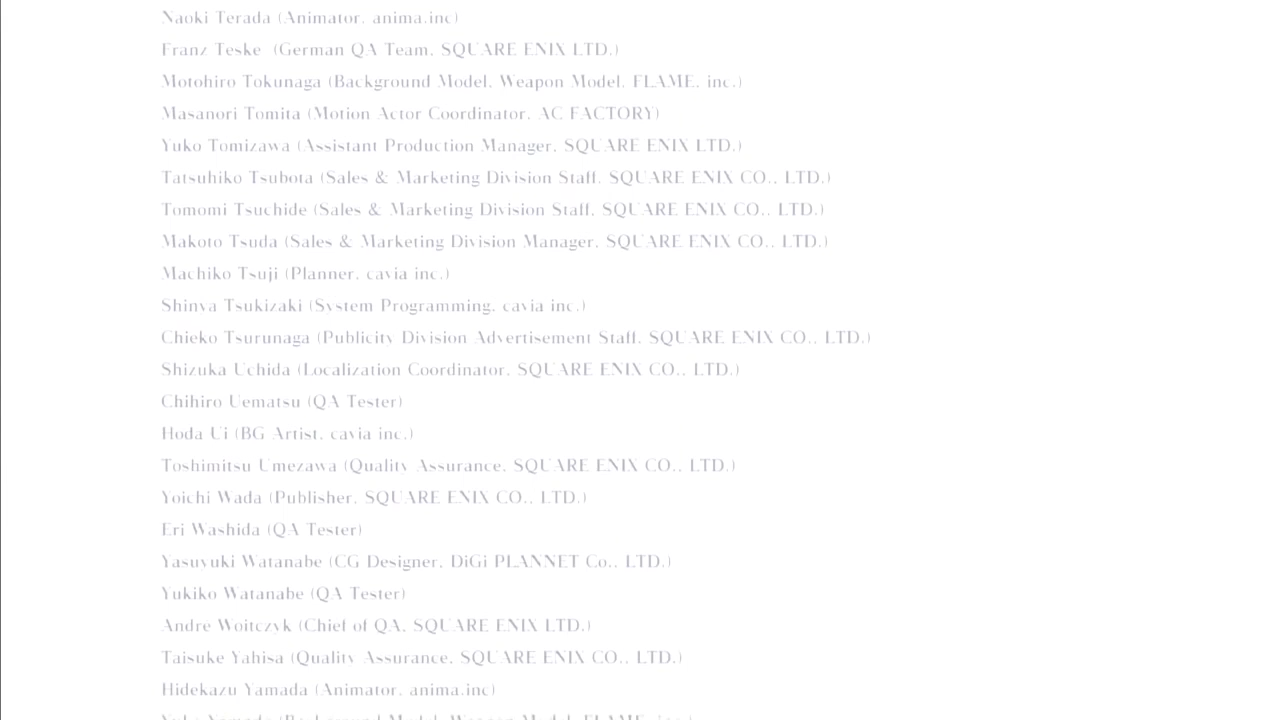 Naoki Terada (Animator, anima.inc)
Franz Teske (German QA Team, SQUARE ENIX LTD.)
Motohiro Tokunaga (Background Model, Weapon Model, FLAME, inc.)
Masanori Tomita (Motion Actor Coordinator, AC FACTORY)
Yuko Tomizawa (Assistant Production Manager, SQUARE ENIX LTD.)
Tatsuhiko Tsubota (Sales & Marketing Division Staff, SQUARE ENIX CO., LTD.)
Tomomi Tsuchide (Sales & Marketing Division Staff, SQUARE ENIX CO., LTD.)
Makoto Tsuda (Sales & Marketing Division Manager, SQUARE ENIX CO., LTD.)
Machiko Tsuji (Planner, cavia inc.)
Shinya Tsukizaki (System Programming, cavia inc.)
Chieko Tsurunaga (Publicity Division Advertisement Staff, SQUARE ENIX CO., LTD.)
Shizuka Uchida (Localization Coordinator, SQUARE ENIX CO., LTD.)
Chihiro Uematsu (QA Tester)
Hoda Ui (BG Artist, cavia inc.)
Toshimitsu Umezawa (Quality Assurance, SQUARE ENIX CO., LTD.)
Yoichi Wada (Publisher, SQUARE ENIX CO., LTD.)
Eri Washida (QA Tester)
Yasuyuki Watanabe (CG Designer, DiGi PLANNET Co., LTD.)
Yukiko Watanabe (QA Tester)
Andre Woitczyk (Chief of QA, SQUARE ENIX LTD.)
Taisuke Yahisa (Quality Assurance, SQUARE ENIX CO., LTD.)
Hidekazu Yamada (Animator, anima.inc)